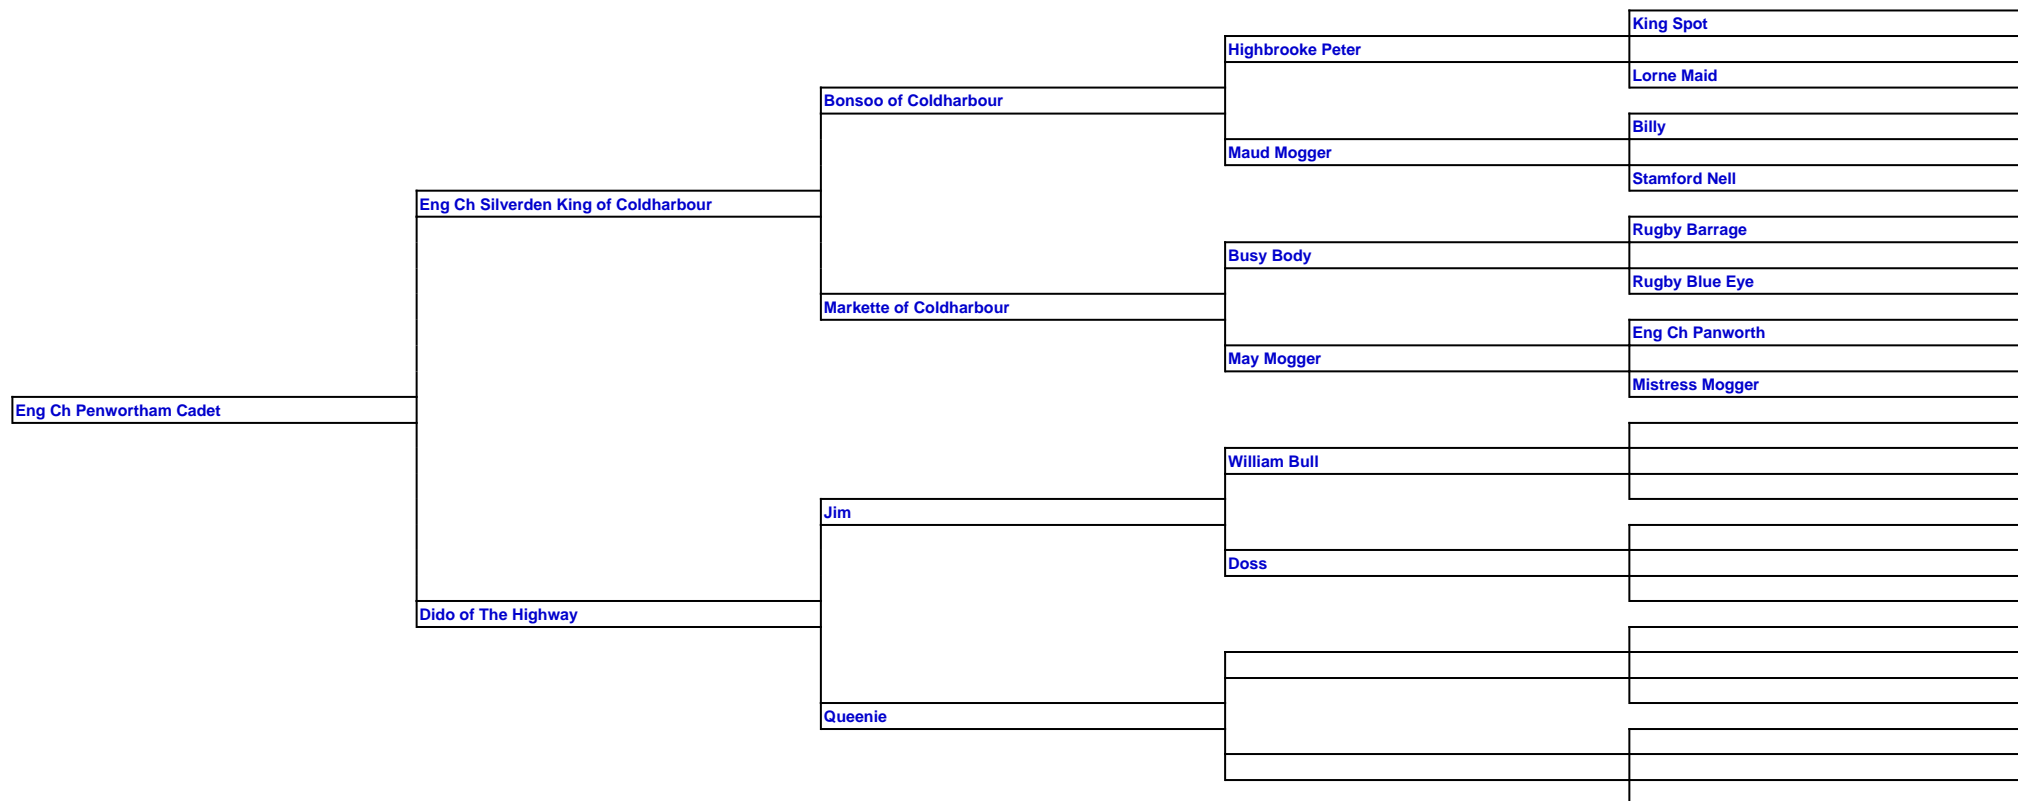 King Spot
Highbrooke Peter
Lorne Maid
Bonsoo of Coldharbour
Billy
Maud Mogger
Stamford Nell
Eng Ch Silverden King of Coldharbour
Rugby Barrage
Busy Body
Rugby Blue Eye
Markette of Coldharbour
Eng Ch Panworth
May Mogger
Mistress Mogger
Eng Ch Penwortham Cadet
William Bull
Jim
Doss
Dido of The Highway
Queenie